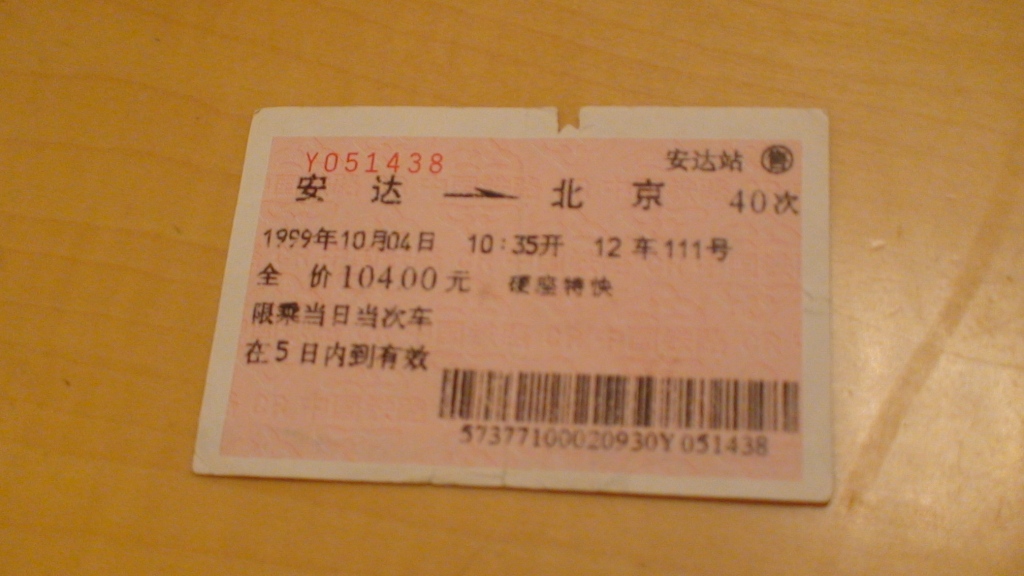 Y051438 安达站 售
安 达 → 北 京 40次
1999年10月04日 10:35开 12车111号
全 价104.00元 硬座特快
限乘当日当次车
在5日内到有效
57377100020930Y051438